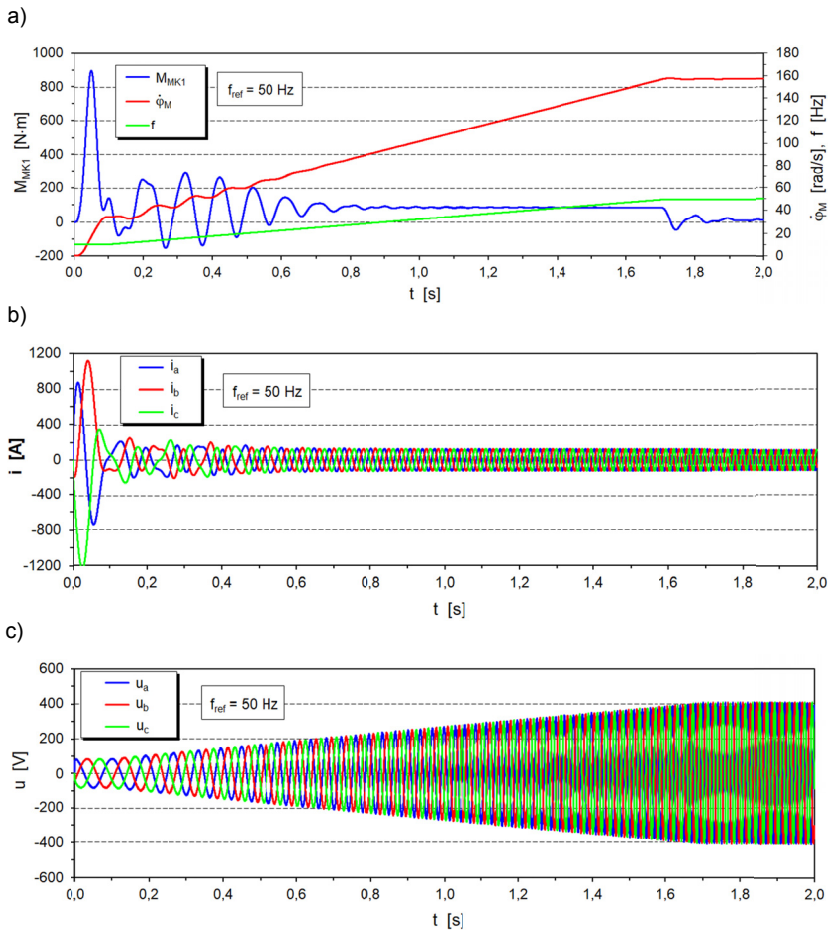 a)
1000
800
600
400
200
0
-200
M_MK1 [N·m]
M_MK1
φ̇_M
f
f_ref = 50 Hz
180
160
140
120
100
80
60
40
20
0
φ̇_M [rad/s], f [Hz]
0,0 0,2 0,4 0,6 0,8 1,0 1,2 1,4 1,6 1,8 2,0
t [s]
b)
1200
800
400
0
-400
-800
-1200
i [A]
i_a
i_b
i_c
f_ref = 50 Hz
0,0 0,2 0,4 0,6 0,8 1,0 1,2 1,4 1,6 1,8 2,0
t [s]
c)
600
400
200
0
-200
-400
-600
u [V]
u_a
u_b
u_c
f_ref = 50 Hz
0,0 0,2 0,4 0,6 0,8 1,0 1,2 1,4 1,6 1,8 2,0
t [s]